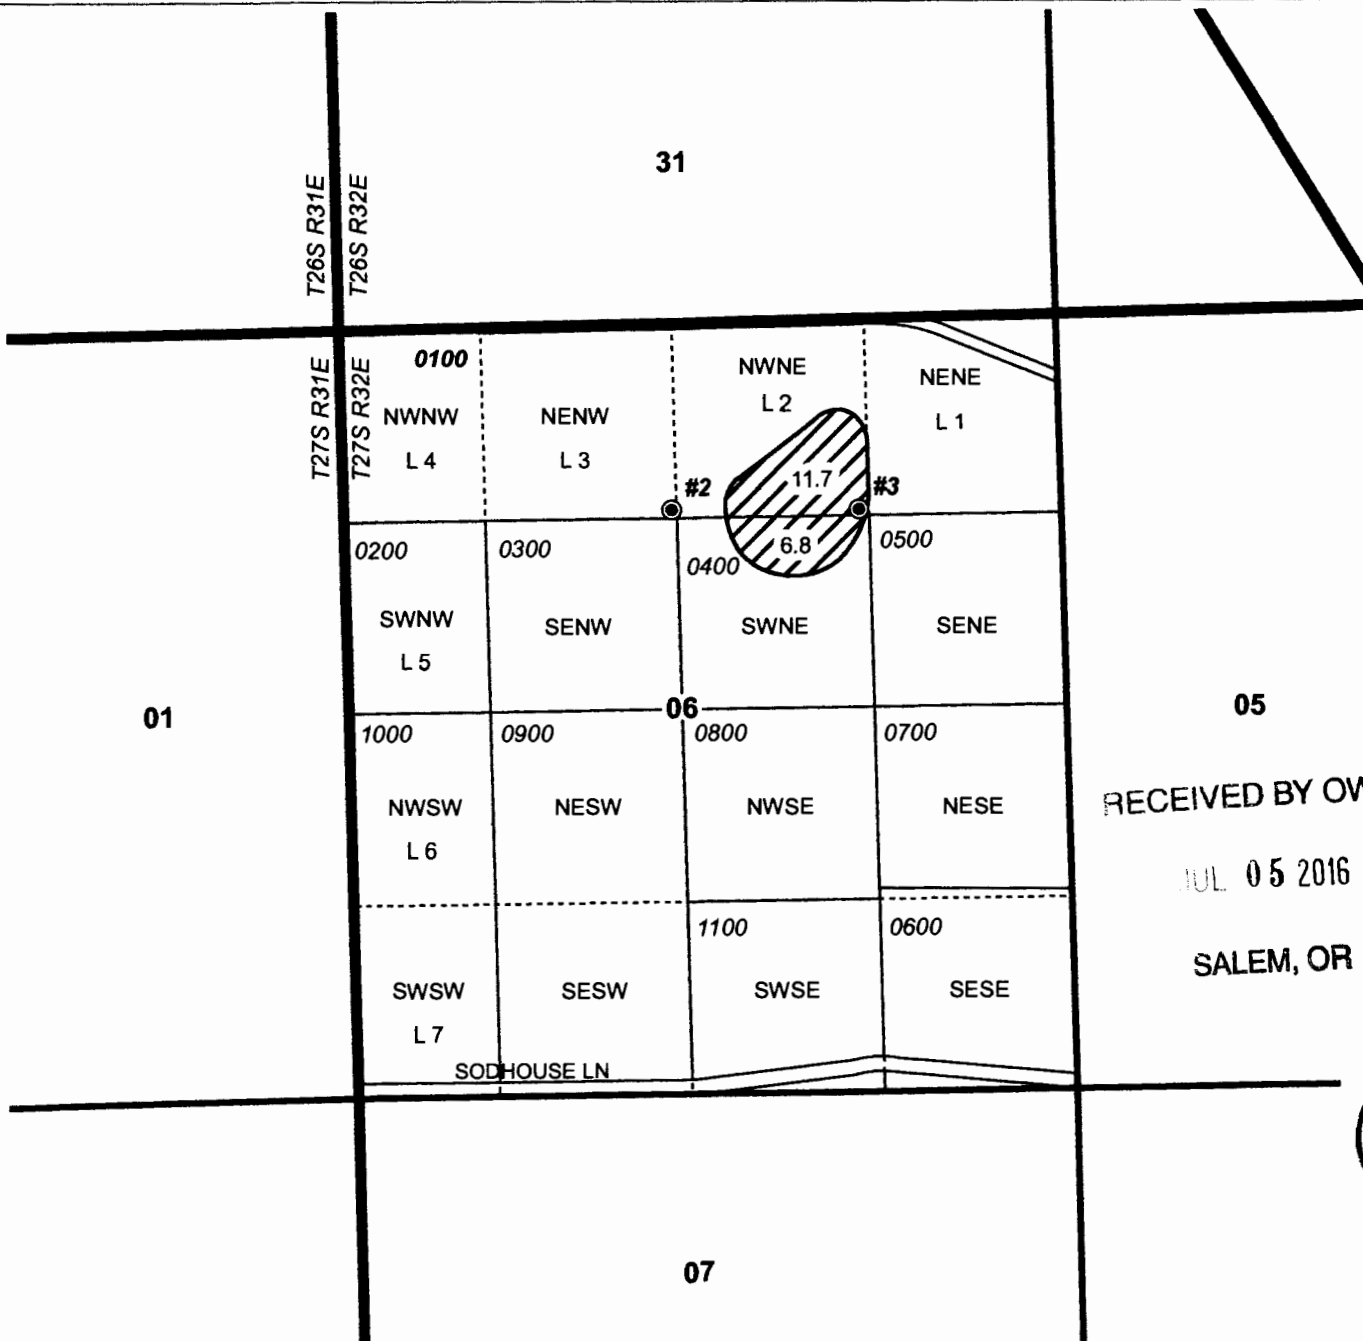 31
T26S R31E
T26S R32E
T27S R31E
T27S R32E
0100
NWNW
L 4
NENW
L 3
NWNE
L 2
NENE
L 1
11.7
#2
#3
6.8
0200
0300
0400
0500
SWNW
L 5
SENW
SWNE
SENE
01
06
05
1000
0900
0800
0700
NWSW
L 6
NESW
NWSE
NESE
RECEIVED BY OW
JUL 05 2016
SALEM, OR
1100
0600
SWSW
L 7
SESW
SWSE
SESE
SODHOUSE LN
07